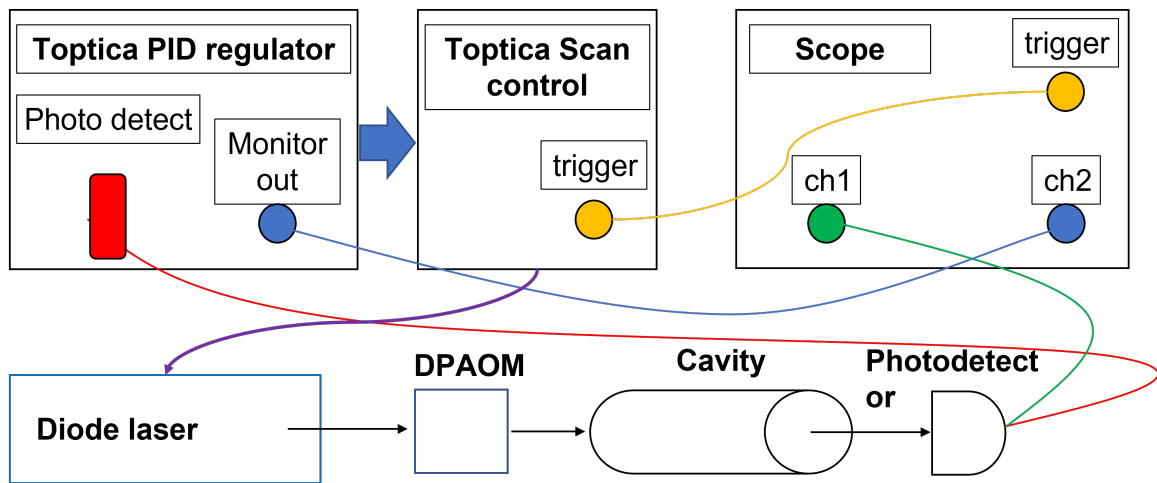 Toptica PID regulator
Toptica Scan
control
Scope
trigger
Photo detect
Monitor
out
trigger
ch1
ch2
DPAOM
Cavity
Photodetect
or
Diode laser